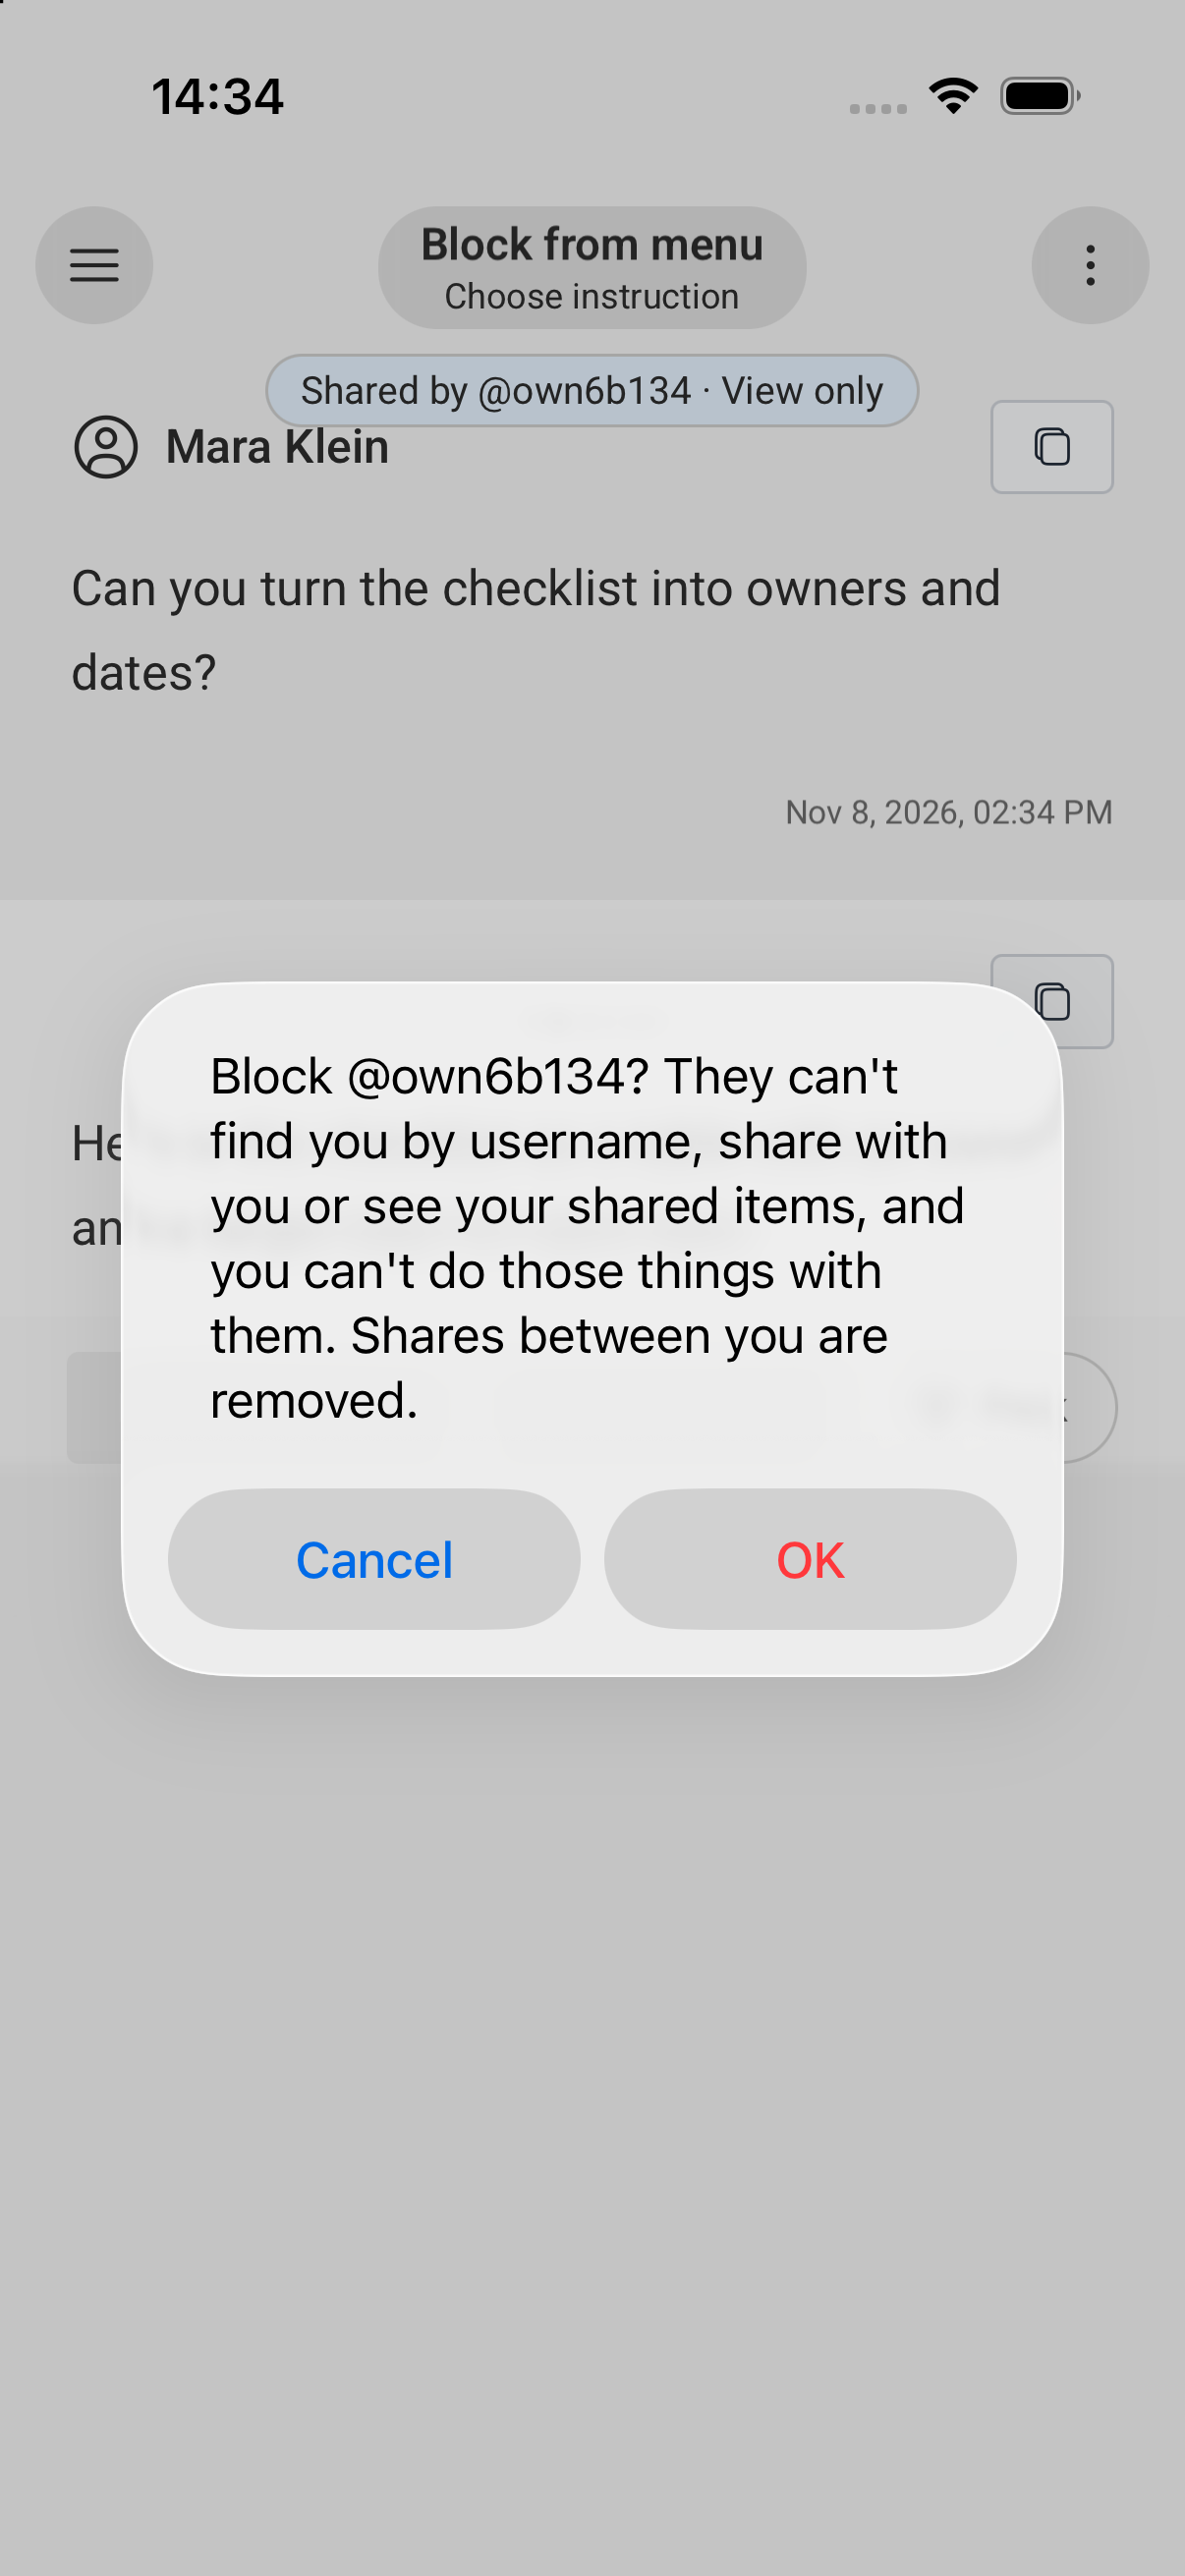 14:34
Block from menu
Choose instruction
Shared by @own6b134 · View only
Mara Klein
Can you turn the checklist into owners and
dates?
Nov 8, 2026, 02:34 PM
Block @own6b134? They can't
find you by username, share with
you or see your shared items, and
you can't do those things with
them. Shares between you are
removed.
Cancel
OK